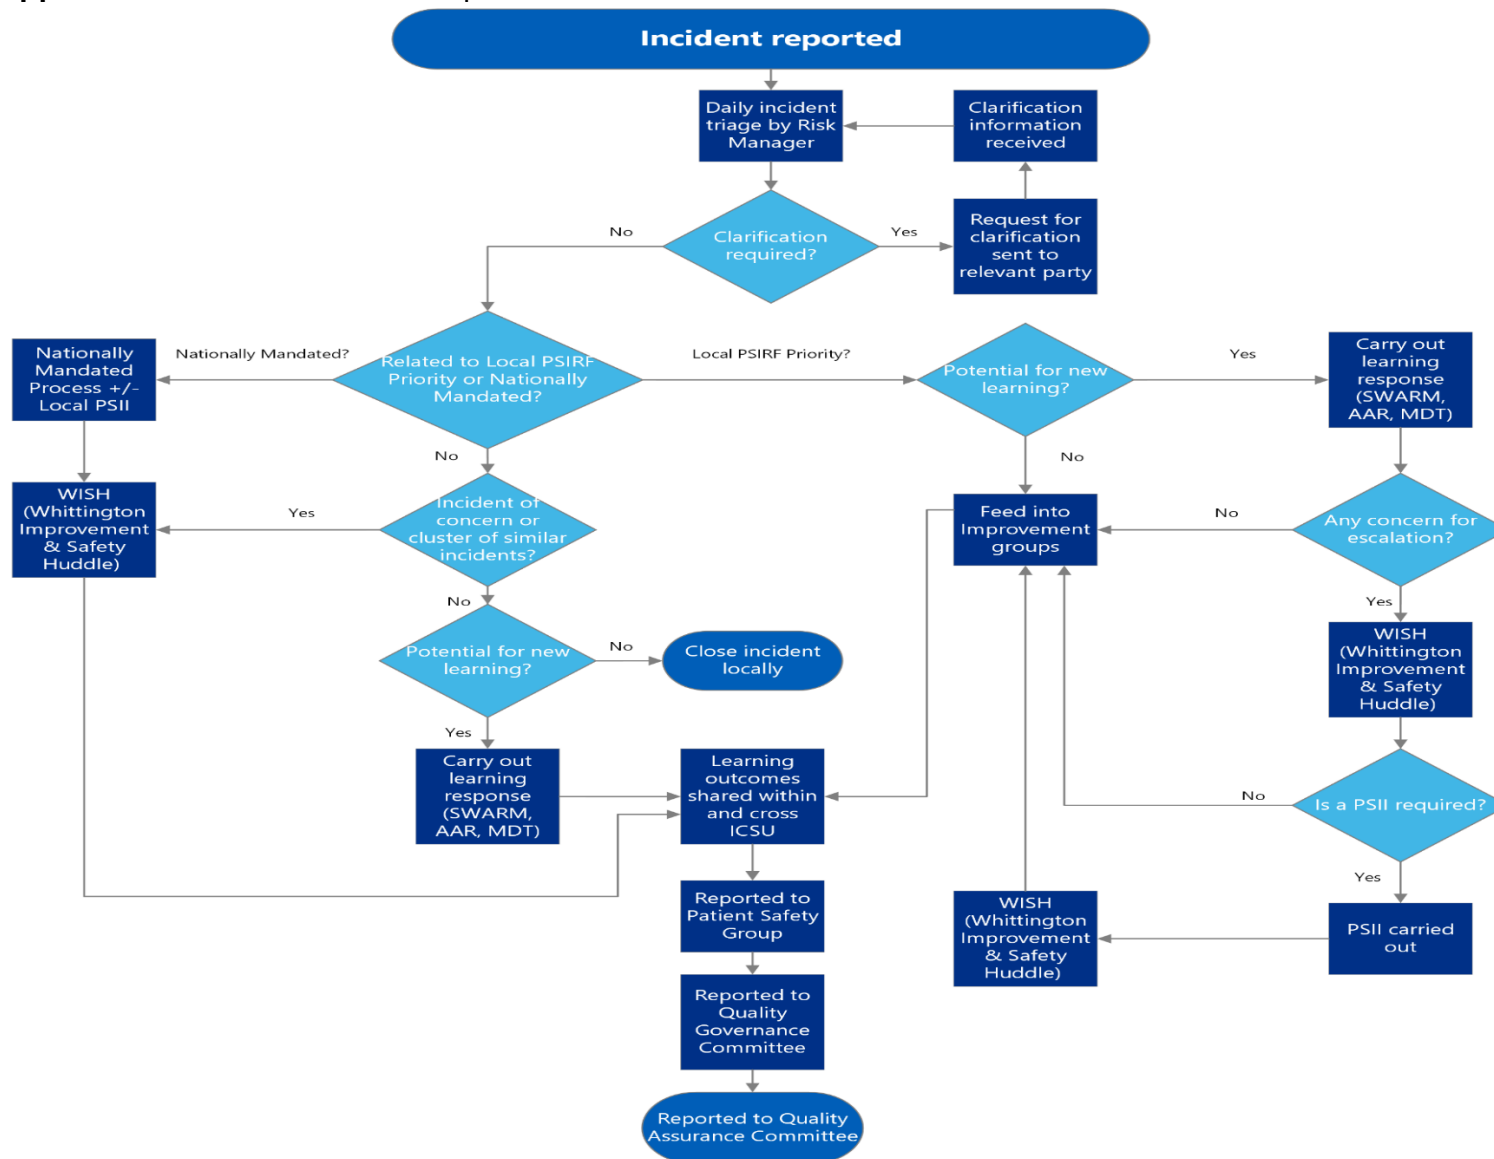 Incident reported
Daily incident
triage by Risk
Manager
Clarification
information
received
Clarification
required?
No
Yes
Request for
clarification
sent to
relevant party
Nationally
Mandated
Process +/-
Local PSII
Nationally Mandated?
Related to Local PSIRF
Priority or Nationally
Mandated?
Local PSIRF Priority?
Potential for new
learning?
Yes
Carry out
learning
response
(SWARM,
AAR, MDT)
No
No
WISH
(Whittington
Improvement
& Safety
Huddle)
Yes
Incident of
concern or
cluster of similar
incidents?
Feed into
Improvement
groups
No
Any concern for
escalation?
No
Yes
Potential for new
learning?
No
Close incident
locally
WISH
(Whittington
Improvement
& Safety
Huddle)
Yes
Carry out
learning
response
(SWARM,
AAR, MDT)
Learning
outcomes
shared within
and cross
ICSU
No
Is a PSII required?
Yes
Reported to
Patient Safety
Group
WISH
(Whittington
Improvement
& Safety
Huddle)
PSII carried
out
Reported to
Quality
Governance
Committee
Reported to Quality
Assurance Committee